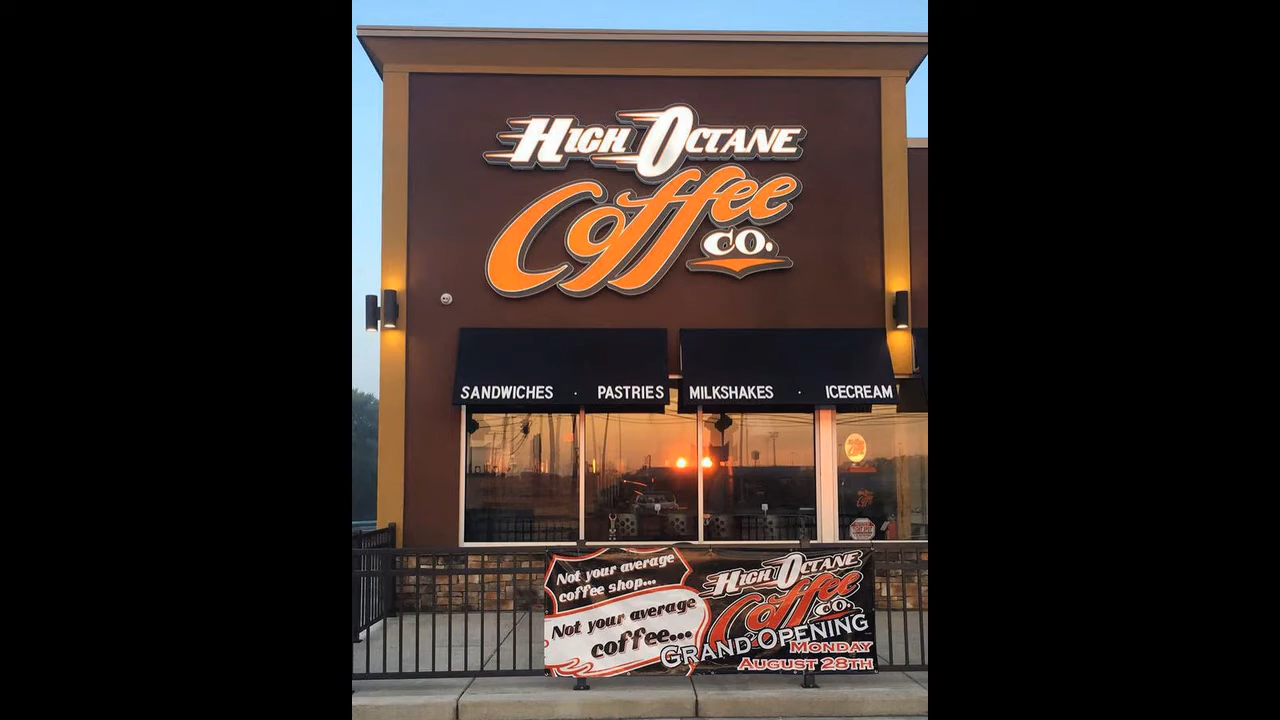 HIGH OCTANE
Coffee
CO.
SANDWICHES · PASTRIES MILKSHAKES · ICECREAM
Not your average
coffee shop...
Not your average
coffee...
HIGH OCTANE
Coffee
CO.
GRAND OPENING
MONDAY
AUGUST 28TH